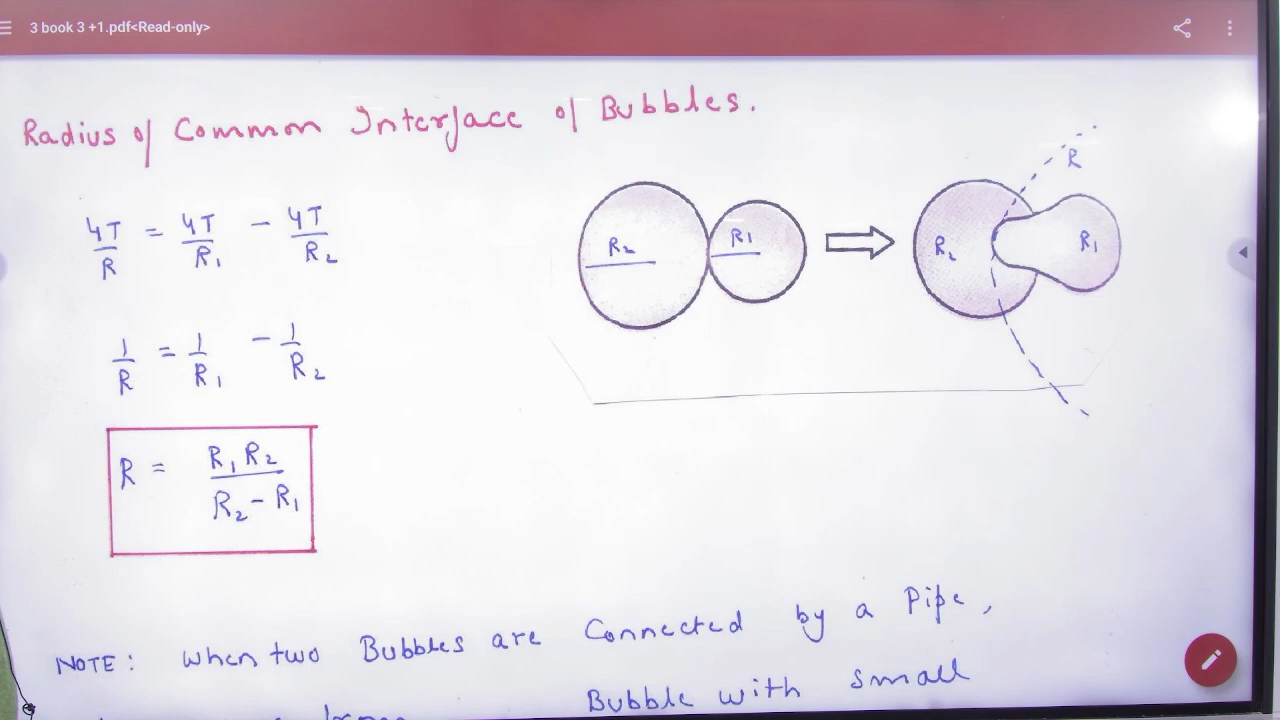 3 book 3 +1.pdf<Read-only>
Radius of Common Interface of Bubbles.
4T/R = 4T/R₁ - 4T/R₂
1/R = 1/R₁ - 1/R₂
R = R₁R₂/R₂-R₁
R₂
R₁
R
R₂
R₁
NOTE: When two Bubbles are Connected by a Pipe,
Bubble with small